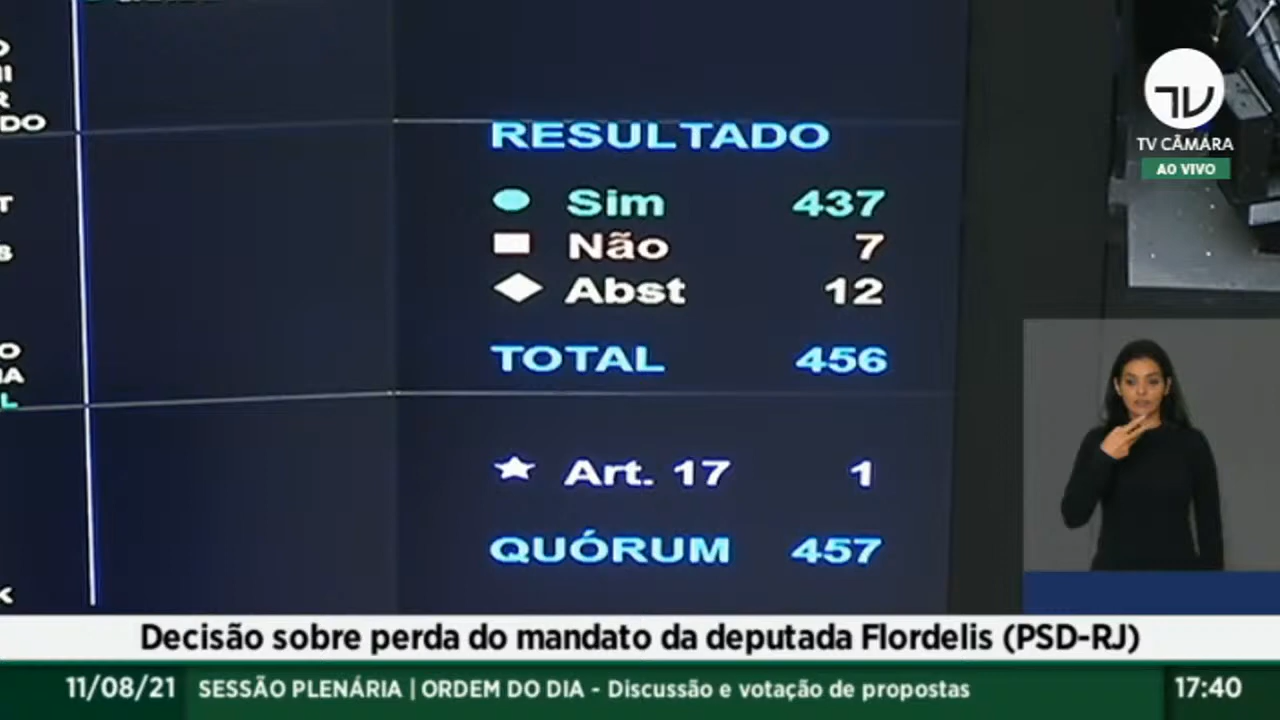 RESULTADO
Sim 437
Não 7
Abst 12
TOTAL 456
Art. 17 1
QUÓRUM 457
TV CÂMARA
AO VIVO
Decisão sobre perda do mandato da deputada Flordelis (PSD-RJ)
11/08/21 SESSÃO PLENÁRIA | ORDEM DO DIA - Discussão e votação de propostas 17:40